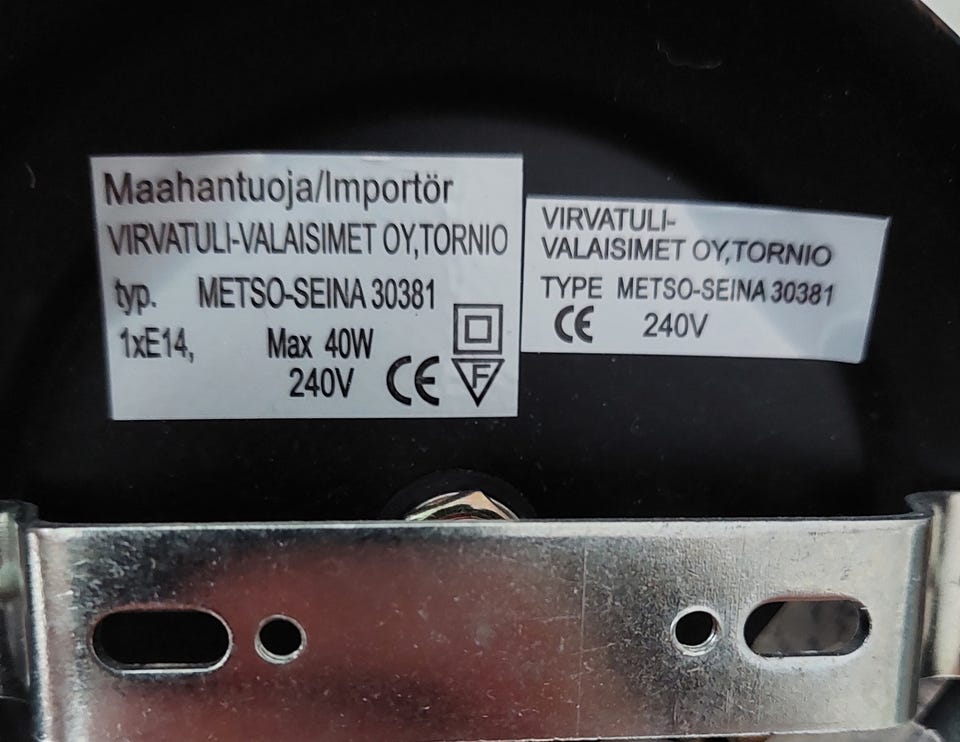 Maahantuoja/Importör
VIRVATULI-VALAISIMET OY,TORNIO
typ. METSO-SEINA 30381
1xE14, Max 40W
240V CE F
VIRVATULI-
VALAISIMET OY,TORNIO
TYPE METSO-SEINA 30381
CE 240V